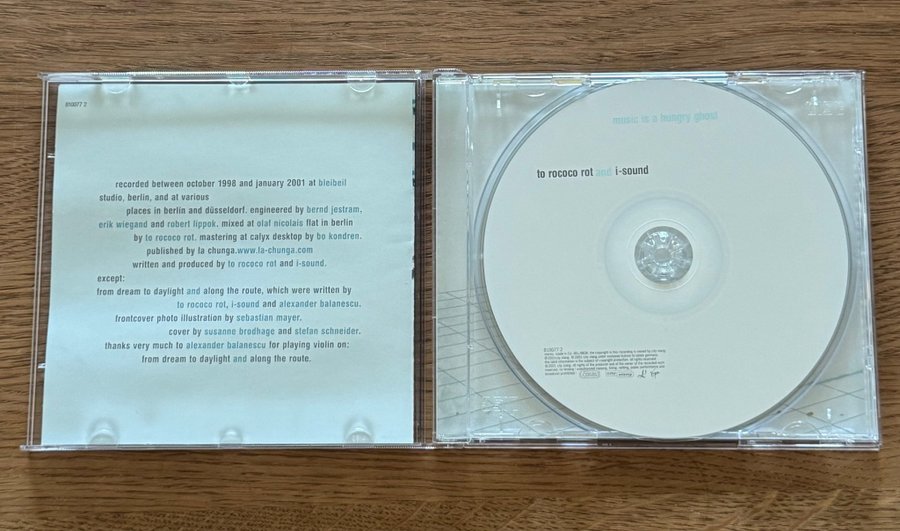 810077 2
recorded between october 1998 and january 2001 at bleibeil
studio, berlin, and at various
places in berlin and düsseldorf. engineered by bernd jestram.
erik wiegand and robert lippok. mixed at olaf nicolais flat in berlin
by to rococo rot. mastering at calyx desktop by bo kondren.
published by la chunga.www.la-chunga.com
written and produced by to rococo rot and i-sound.
except:
from dream to daylight and along the route, which were written by
to rococo rot, i-sound and alexander balanescu.
frontcover photo illustration by sebastian mayer.
cover by susanne brodhage and stefan schneider.
thanks very much to alexander balanescu for playing violin on:
from dream to daylight and along the route.
music is a hungry ghost
to rococo rot and i-sound
810077 2